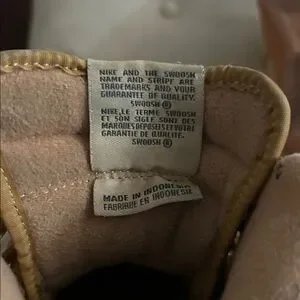 NIKE AND THE SWOOSH
NAME AND STRIPE ARE
TRADEMARKS AND YOUR
GUARANTEE OF QUALITY.
SWOOSH ®
NIKE,LE TERME SWOOSH
ET SON SIGLE SONT DES
MARQUES DEPOSES ET VOTRE
GARANTIE DE QUALITE.
SWOOSH ®
MADE IN INDONESIA
FABRIQUE EN INDONESIE